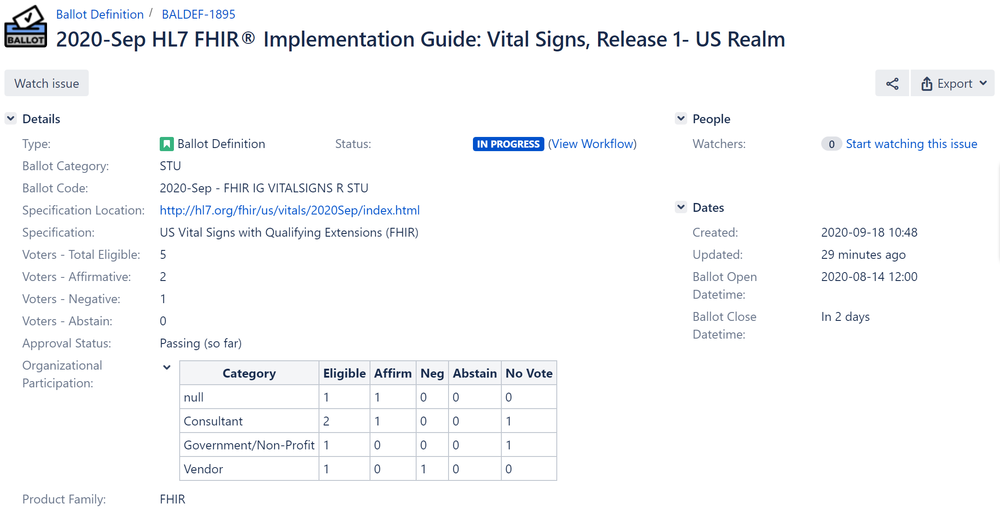 BALLOT
Ballot Definition / BALDEF-1895
2020-Sep HL7 FHIR® Implementation Guide: Vital Signs, Release 1- US Realm
Watch issue
Export
Details
Type: Ballot Definition Status: IN PROGRESS (View Workflow)
Ballot Category: STU
Ballot Code: 2020-Sep - FHIR IG VITALSIGNS R STU
Specification Location: http://hl7.org/fhir/us/vitals/2020Sep/index.html
Specification: US Vital Signs with Qualifying Extensions (FHIR)
Voters - Total Eligible: 5
Voters - Affirmative: 2
Voters - Negative: 1
Voters - Abstain: 0
Approval Status: Passing (so far)
Organizational
Participation:
Category Eligible Affirm Neg Abstain No Vote
null 1 1 0 0 0
Consultant 2 1 0 0 1
Government/Non-Profit 1 0 0 0 1
Vendor 1 0 1 0 0
Product Family: FHIR
People
Watchers: 0 Start watching this issue
Dates
Created: 2020-09-18 10:48
Updated: 29 minutes ago
Ballot Open 2020-08-14 12:00
Datetime:
Ballot Close In 2 days
Datetime: